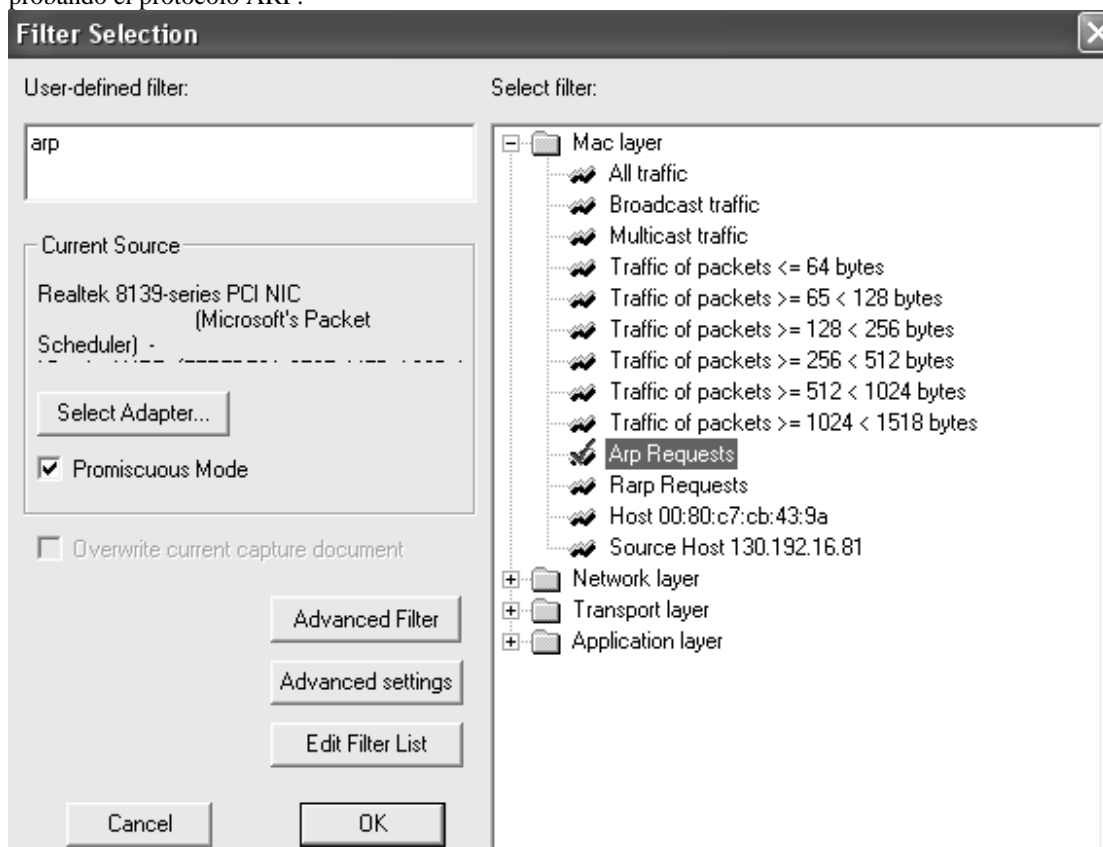 probando el protocolo ARP.
Filter Selection
User-defined filter:
arp
Current Source
Realtek 8139-series PCI NIC
(Microsoft's Packet
Scheduler) -
Select Adapter...
Promiscuous Mode
Overwrite current capture document
Advanced Filter
Advanced settings
Edit Filter List
Cancel
OK
Select filter:
Mac layer
All traffic
Broadcast traffic
Multicast traffic
Traffic of packets <= 64 bytes
Traffic of packets >= 65 < 128 bytes
Traffic of packets >= 128 < 256 bytes
Traffic of packets >= 256 < 512 bytes
Traffic of packets >= 512 < 1024 bytes
Traffic of packets >= 1024 < 1518 bytes
Arp Requests
Rarp Requests
Host 00:80:c7:cb:43:9a
Source Host 130.192.16.81
Network layer
Transport layer
Application layer